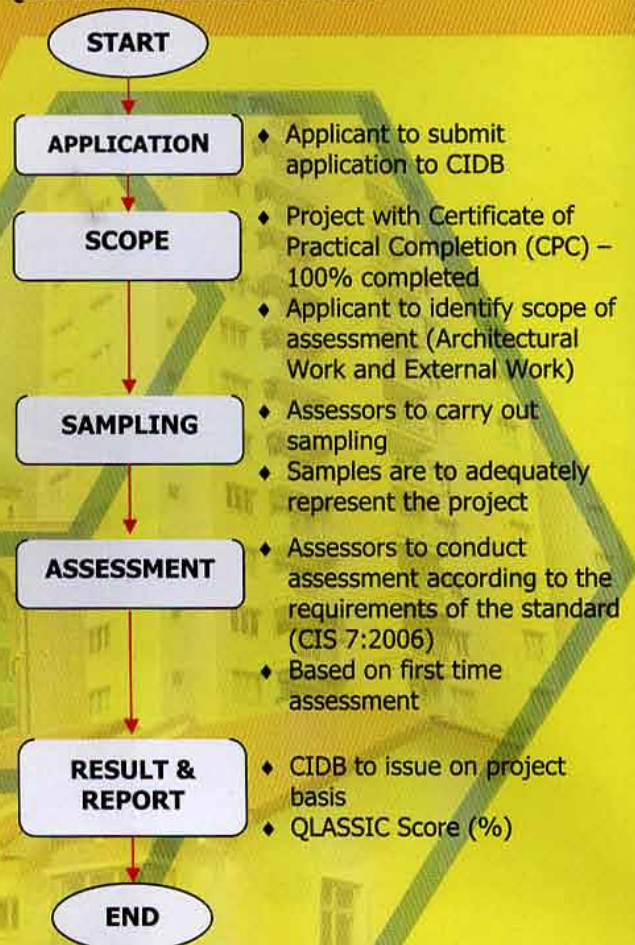 START
APPLICATION
♦ Applicant to submit
application to CIDB
SCOPE
♦ Project with Certificate of
Practical Completion (CPC) –
100% completed
♦ Applicant to identify scope of
assessment (Architectural
Work and External Work)
SAMPLING
♦ Assessors to carry out
sampling
♦ Samples are to adequately
represent the project
ASSESSMENT
♦ Assessors to conduct
assessment according to the
requirements of the standard
(CIS 7:2006)
♦ Based on first time
assessment
RESULT &
REPORT
♦ CIDB to issue on project
basis
♦ QLASSIC Score (%)
END